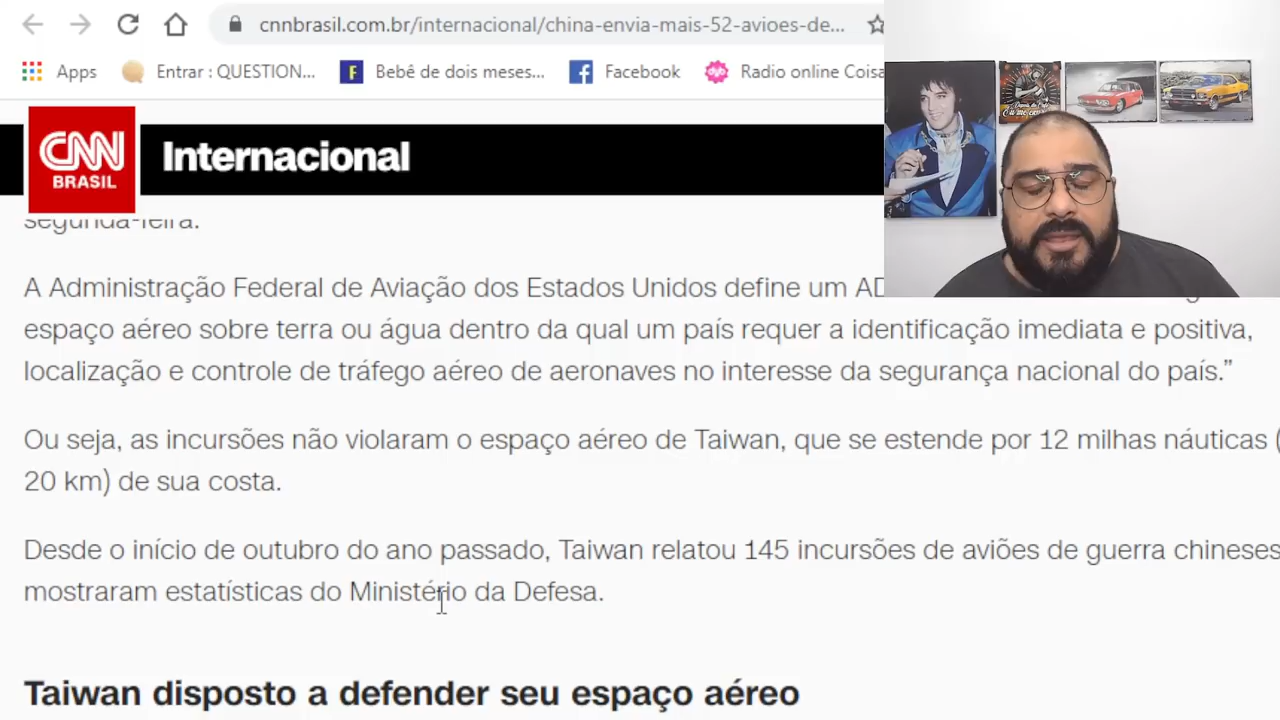 cnnbrasil.com.br/internacional/china-envia-mais-52-avioes-de...
Apps
Entrar : QUESTION...
F
Bebê de dois meses...
Facebook
Radio online Coisa
CNN
BRASIL
Internacional
segunda-feira.
A Administração Federal de Aviação dos Estados Unidos define um AD
espaço aéreo sobre terra ou água dentro da qual um país requer a identificação imediata e positiva,
localização e controle de tráfego aéreo de aeronaves no interesse da segurança nacional do país.”
Ou seja, as incursões não violaram o espaço aéreo de Taiwan, que se estende por 12 milhas náuticas (
20 km) de sua costa.
Desde o início de outubro do ano passado, Taiwan relatou 145 incursões de aviões de guerra chineses
mostraram estatísticas do Ministério da Defesa.
Taiwan disposto a defender seu espaço aéreo